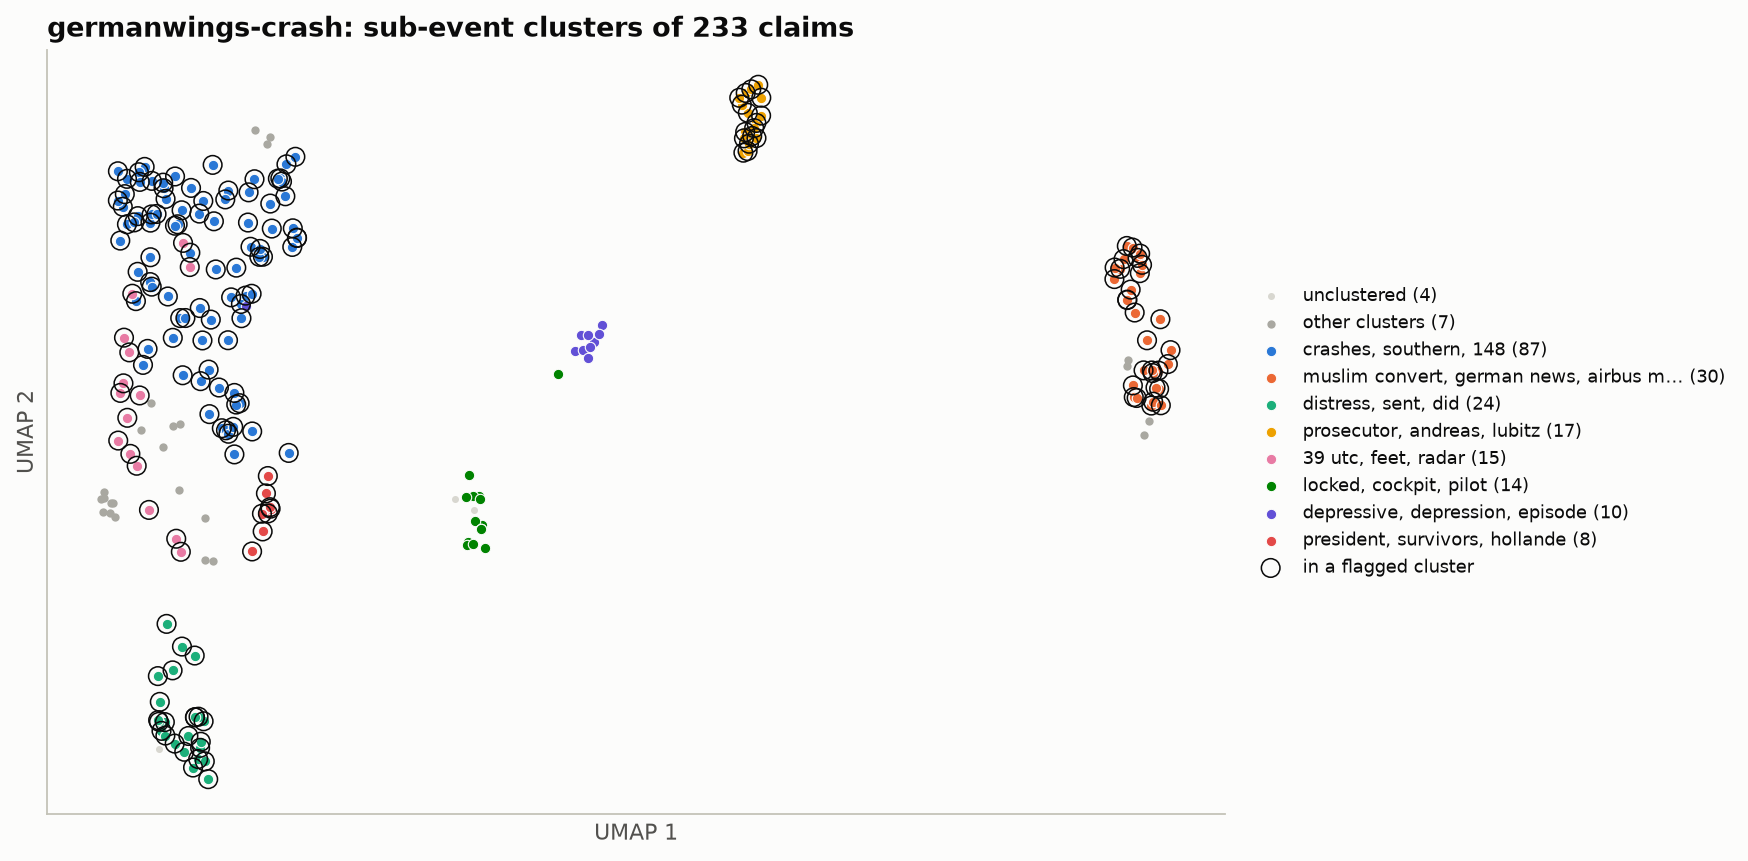 germanwings-crash: sub-event clusters of 233 claims
UMAP 2
UMAP 1
unclustered (4)
other clusters (7)
crashes, southern, 148 (87)
muslim convert, german news, airbus m… (30)
distress, sent, did (24)
prosecutor, andreas, lubitz (17)
39 utc, feet, radar (15)
locked, cockpit, pilot (14)
depressive, depression, episode (10)
president, survivors, hollande (8)
in a flagged cluster